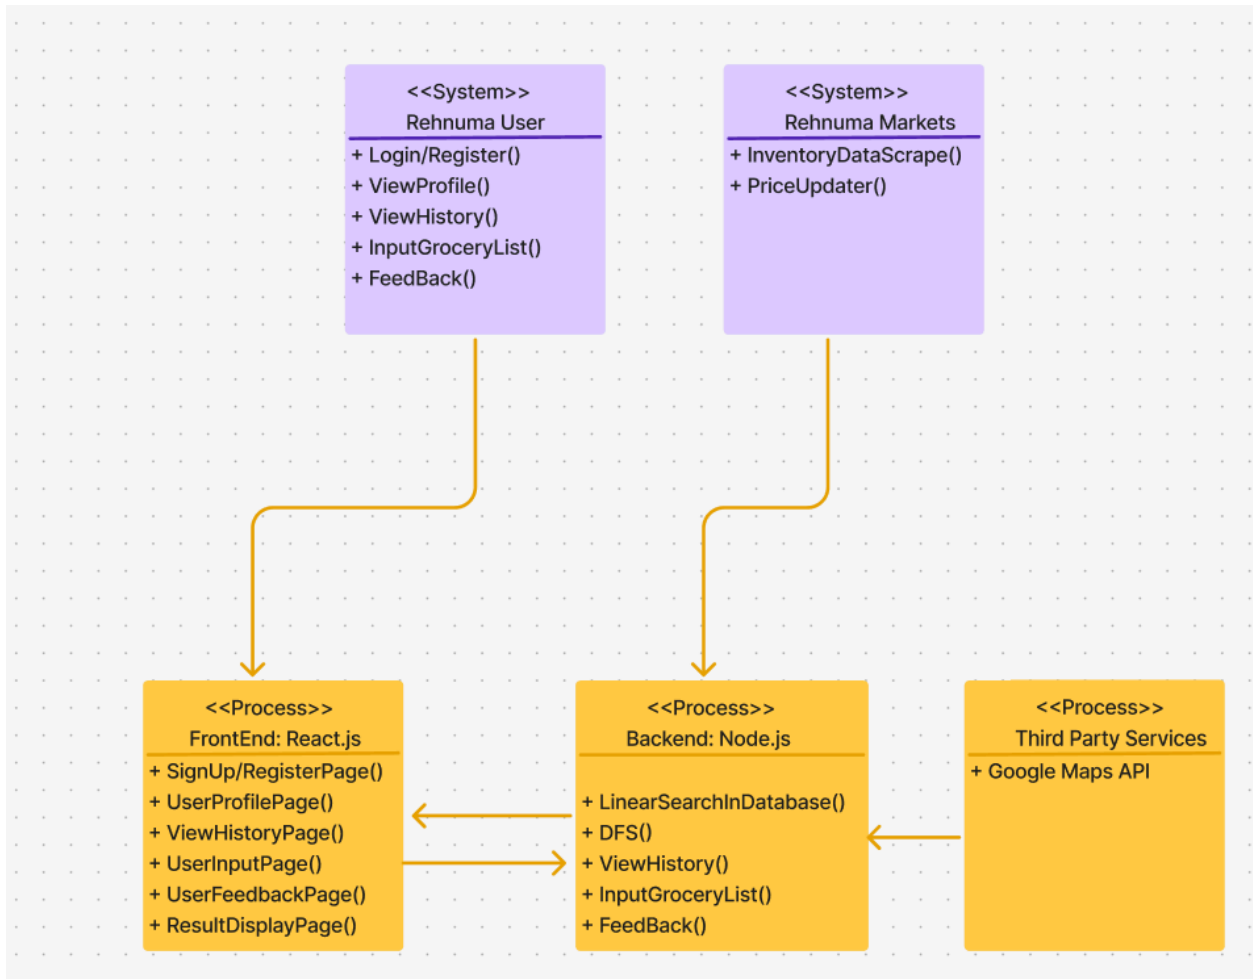 <<System>>
Rehnuma User
+ Login/Register()
+ ViewProfile()
+ ViewHistory()
+ InputGroceryList()
+ FeedBack()
<<System>>
Rehnuma Markets
+ InventoryDataScrape()
+ PriceUpdater()
<<Process>>
FrontEnd: React.js
+ SignUp/RegisterPage()
+ UserProfilePage()
+ ViewHistoryPage()
+ UserInputPage()
+ UserFeedbackPage()
+ ResultDisplayPage()
<<Process>>
Backend: Node.js
+ LinearSearchInDatabase()
+ DFS()
+ ViewHistory()
+ InputGroceryList()
+ FeedBack()
<<Process>>
Third Party Services
+ Google Maps API